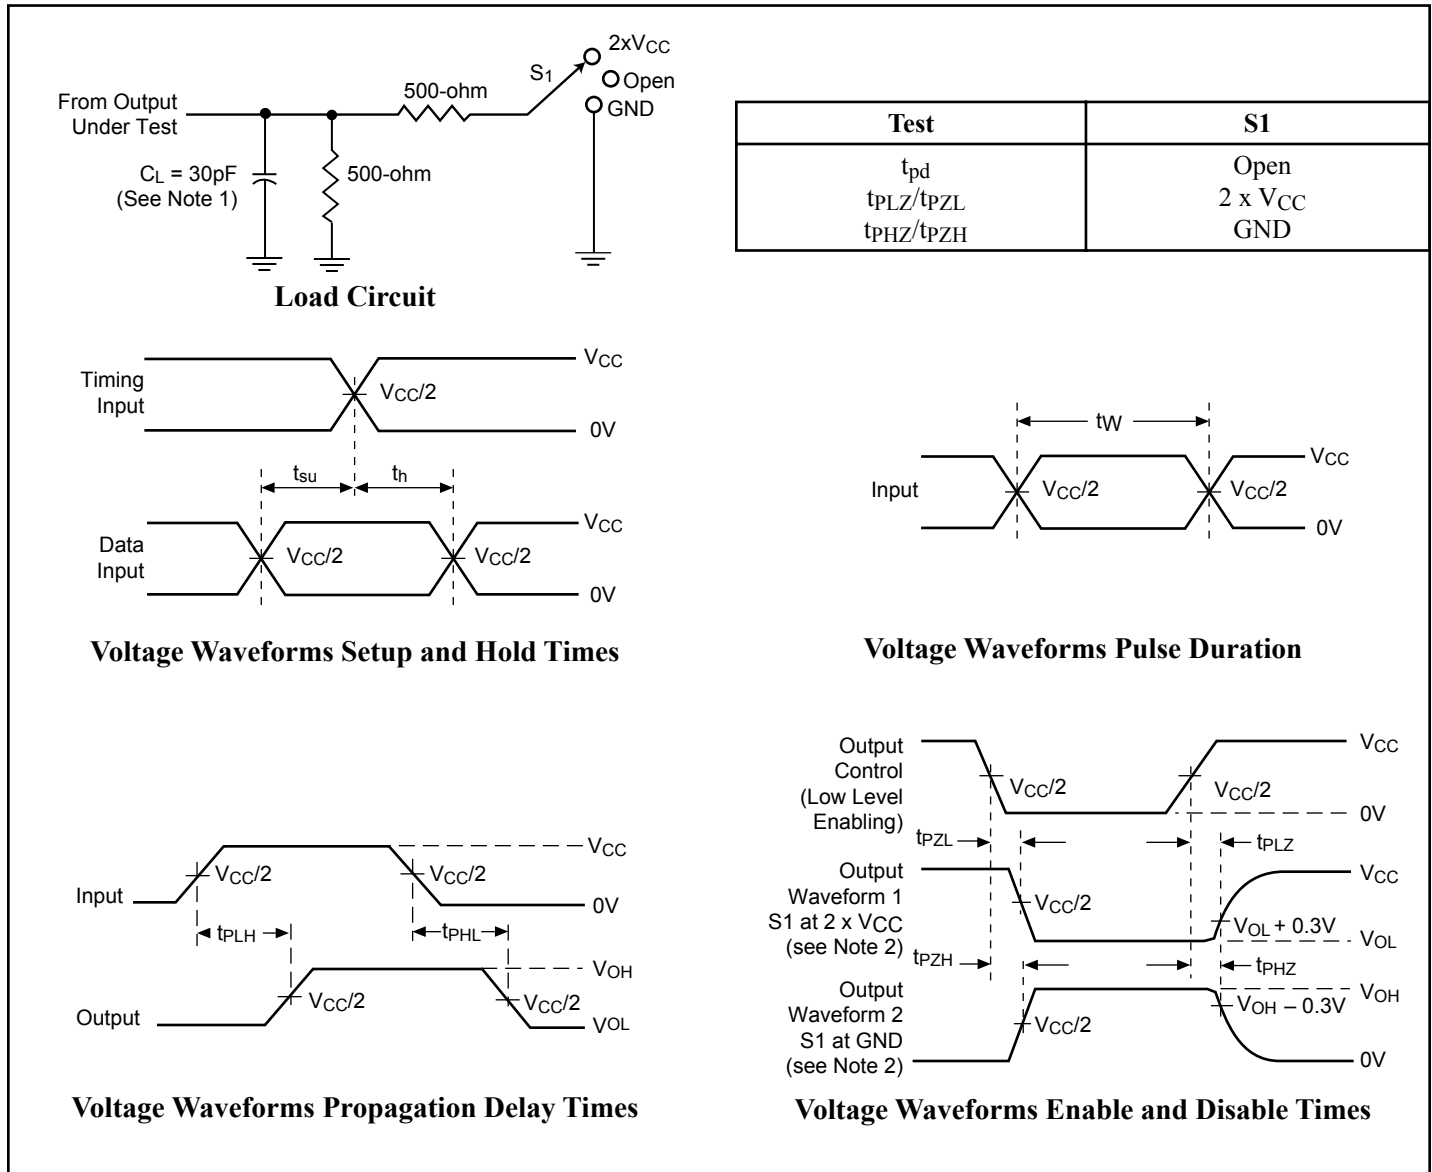 2xVCC
S1
Open
500-ohm
GND
From Output
Under Test
CL = 30pF
(See Note 1)
500-ohm
Load Circuit
Test S1
tpd Open
tPLZ/tPZL 2 x VCC
tPHZ/tPZH GND
Timing
Input
VCC
VCC/2
0V
tsu th
Data
Input
VCC
VCC/2 VCC/2
0V
Voltage Waveforms Setup and Hold Times
tW
Input
VCC
VCC/2 VCC/2
0V
Voltage Waveforms Pulse Duration
Input
VCC
VCC/2 VCC/2
0V
tPLH tPHL
Output
VOH
VCC/2 VCC/2
VOL
Voltage Waveforms Propagation Delay Times
Output
Control
(Low Level
Enabling)
VCC
VCC/2 VCC/2
0V
tPZL tPLZ
Output
Waveform 1
S1 at 2 x VCC
(see Note 2)
VCC
VCC/2
VOL + 0.3V
VOL
tPZH tPHZ
Output
Waveform 2
S1 at GND
(see Note 2)
VOH
VOH – 0.3V
VCC/2
0V
Voltage Waveforms Enable and Disable Times